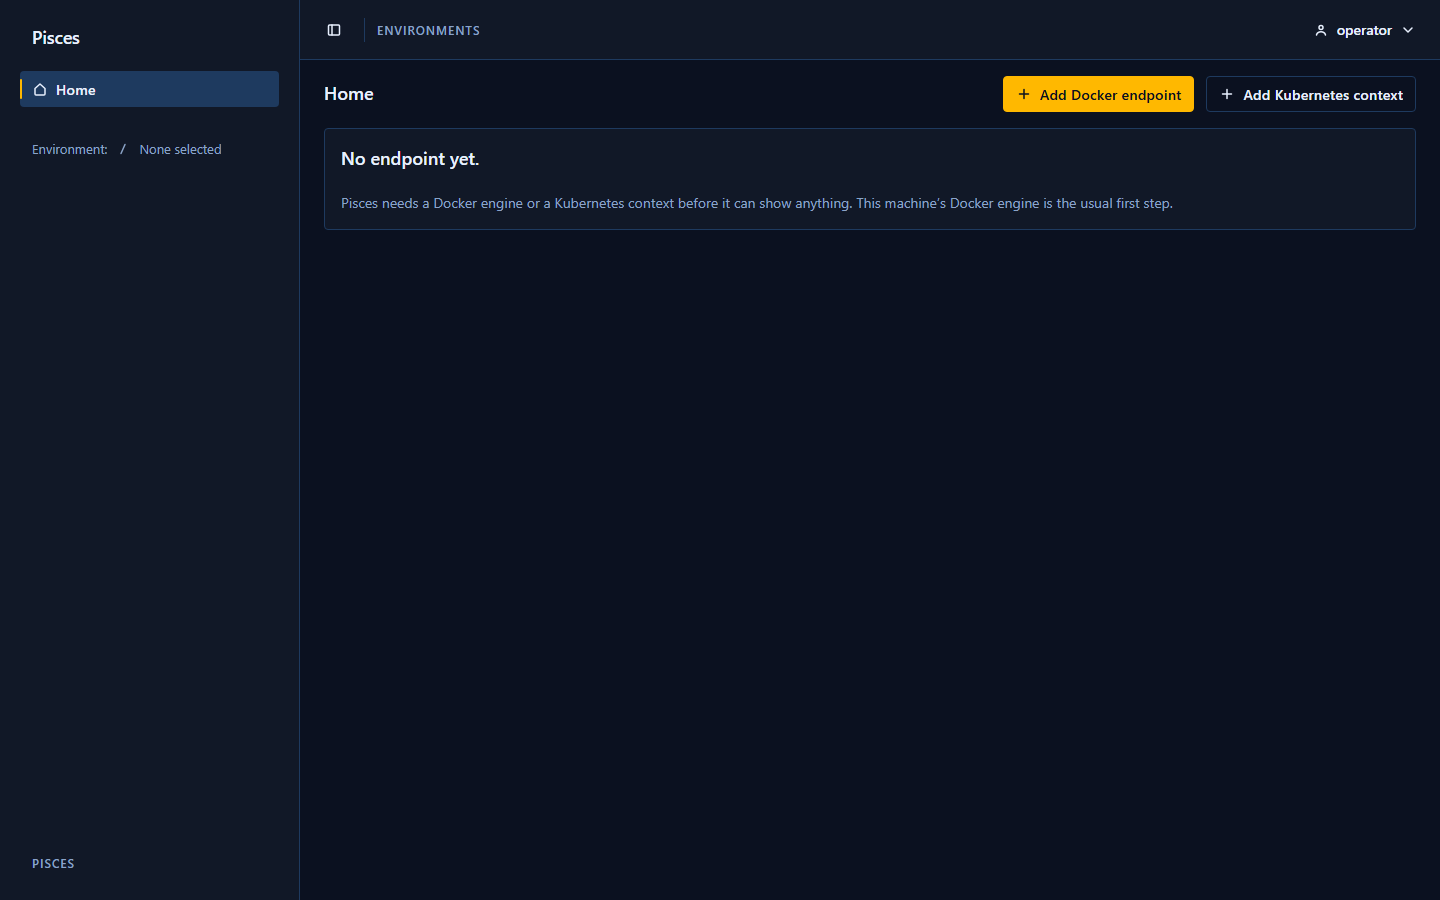 Pisces
Home
Environment: / None selected
PISCES
ENVIRONMENTS
operator
Home
Add Docker endpoint
Add Kubernetes context
No endpoint yet.
Pisces needs a Docker engine or a Kubernetes context before it can show anything. This machine's Docker engine is the usual first step.